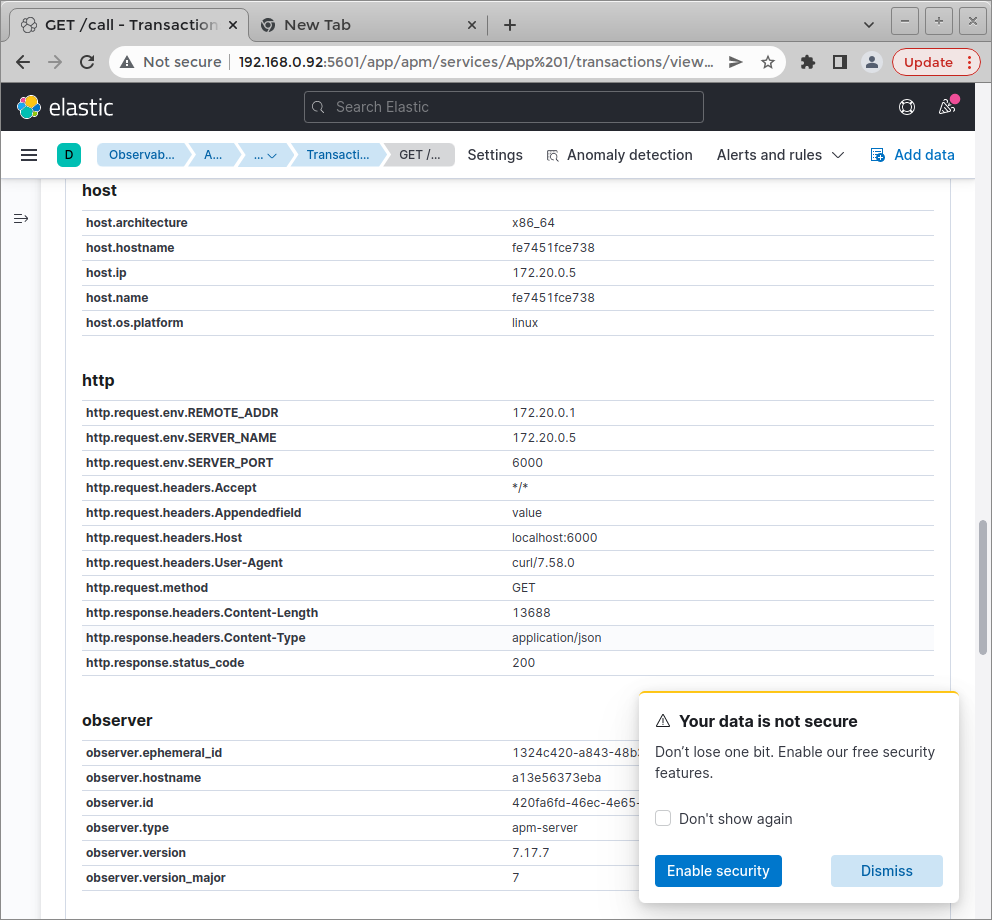 GET /call - Transaction
New Tab
Not secure 192.168.0.92:5601/app/apm/services/App%201/transactions/view... Update
elastic Search Elastic
D Observab... A... ... Transacti... GET /... Settings Anomaly detection Alerts and rules Add data
host
host.architecture x86_64
host.hostname fe7451fce738
host.ip 172.20.0.5
host.name fe7451fce738
host.os.platform linux
http
http.request.env.REMOTE_ADDR 172.20.0.1
http.request.env.SERVER_NAME 172.20.0.5
http.request.env.SERVER_PORT 6000
http.request.headers.Accept */*
http.request.headers.Appendedfield value
http.request.headers.Host localhost:6000
http.request.headers.User-Agent curl/7.58.0
http.request.method GET
http.response.headers.Content-Length 13688
http.response.headers.Content-Type application/json
http.response.status_code 200
observer
observer.ephemeral_id 1324c420-a843-48b
observer.hostname a13e56373eba
observer.id 420fa6fd-46ec-4e65-
observer.type apm-server
observer.version 7.17.7
observer.version_major 7
Your data is not secure
Don’t lose one bit. Enable our free security
features.
Don't show again
Enable security Dismiss